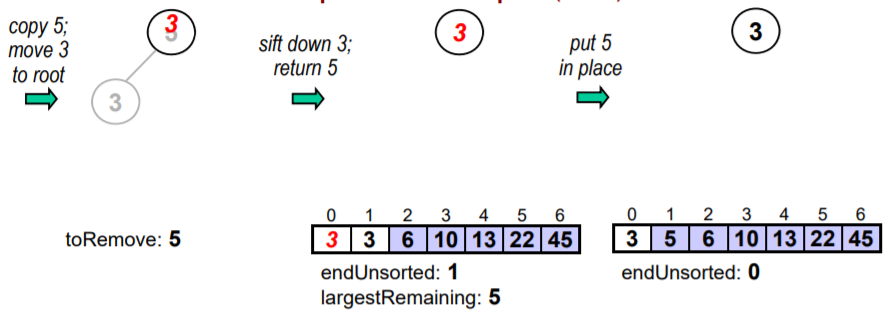 copy 5;
move 3
to root
3
5
3
sift down 3;
return 5
3
put 5
in place
3
toRemove: 5
0 1 2 3 4 5 6
3 3 6 10 13 22 45
endUnsorted: 1
largestRemaining: 5
0 1 2 3 4 5 6
3 5 6 10 13 22 45
endUnsorted: 0